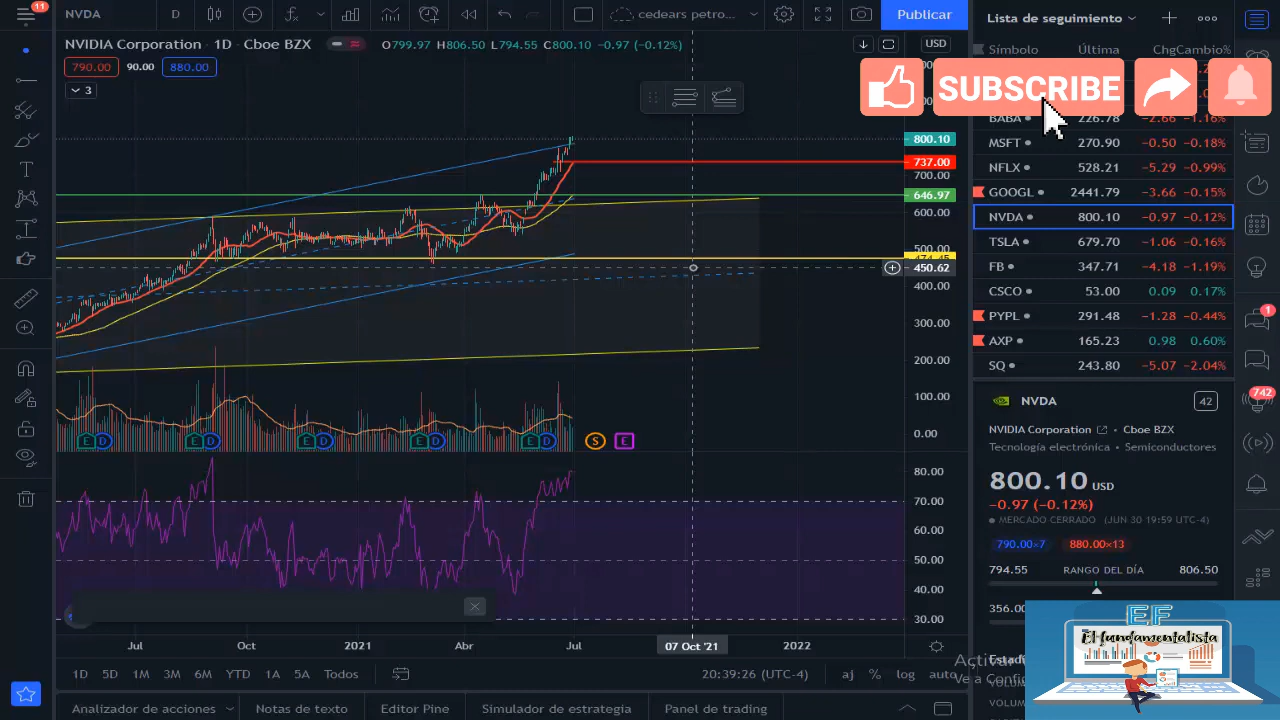 11
NVDA
D
cedears petro...
Publicar
Lista de seguimiento
NVIDIA Corporation · 1D · Cboe BZX
O799.97 H806.50 L794.55 C800.10 −0.97 (−0.12%)
USD
Símbolo
Última
Chg
Cambio%
790.00
90.00
880.00
3
SUBSCRIBE
BABA 226.78 −2.66 −1.16%
MSFT 270.90 −0.50 −0.18%
NFLX 528.21 −5.29 −0.99%
GOOGL 2441.79 −3.66 −0.15%
NVDA 800.10 −0.97 −0.12%
TSLA 679.70 −1.06 −0.16%
FB 347.71 −4.18 −1.19%
CSCO 53.00 0.09 0.17%
PYPL 291.48 −1.28 −0.44%
AXP 165.23 0.98 0.60%
SQ 243.80 −5.07 −2.04%
800.10
737.00
700.00
646.97
600.00
500.00
474.45
450.62
400.00
300.00
200.00
100.00
0.00
E D E D E D E D E D S E
80.00
70.00
60.00
50.00
40.00
30.00
Jul
Oct
2021
Abr
Jul
07 Oct '21
2022
1
742
NVDA
42
NVIDIA Corporation · Cboe BZX
Tecnología electrónica · Semiconductores
800.10 USD
−0.97 (−0.12%)
MERCADO CERRADO (JUN 30 19:59 UTC-4)
790.00×7
880.00×13
794.55 RANGO DEL DÍA 806.50
356.00
EF
El fundamentalista
1D 5D 1M 3M 6M YTD 1A 5A Todos
20:39:26 (UTC-4)
aj % log auto
Analizador de acciones
Notas de texto
Editor Pine
Simulador de estrategia
Panel de trading